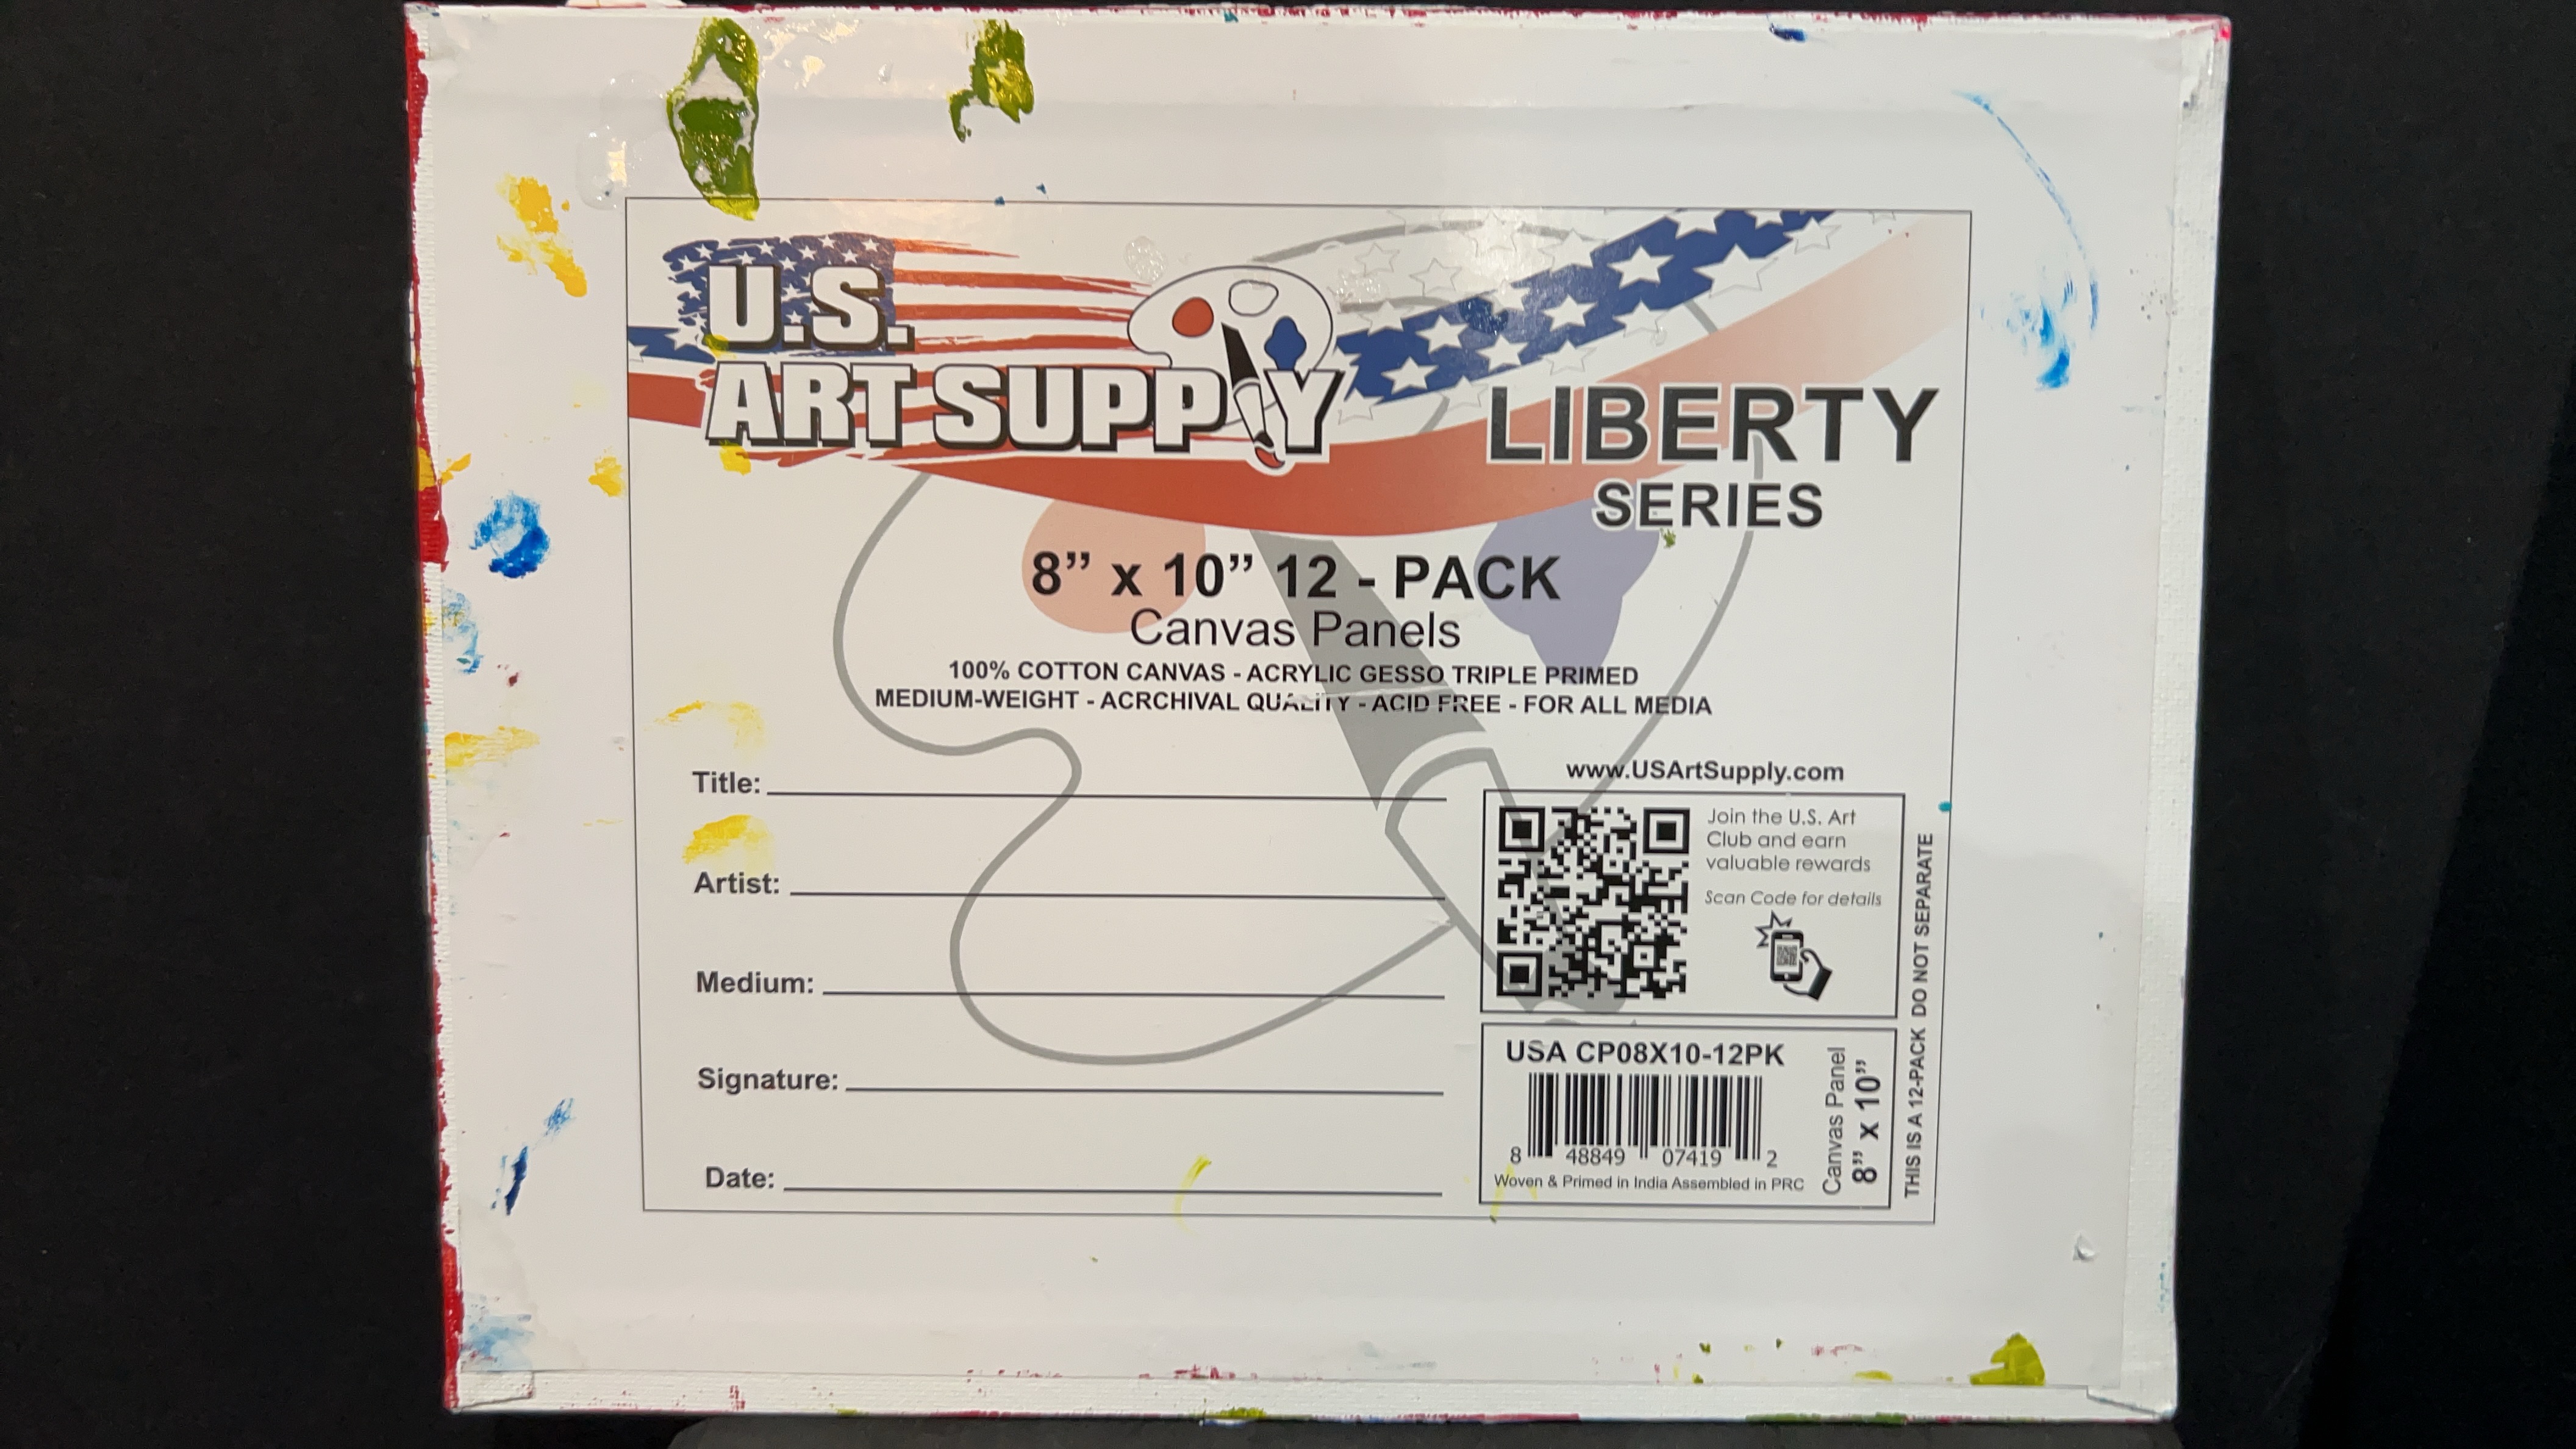 U.S.
ART SUPPLY
LIBERTY
SERIES
8” x 10” 12 - PACK
Canvas Panels
100% COTTON CANVAS - ACRYLIC GESSO TRIPLE PRIMED
MEDIUM-WEIGHT - ACRCHIVAL QUALITY - ACID FREE - FOR ALL MEDIA
Title:
Artist:
Medium:
Signature:
Date:
www.USArtSupply.com
Join the U.S. Art
Club and earn
valuable rewards
Scan Code for details
USA CP08X10-12PK
8 48849 07419 2
Woven & Primed in India Assembled in PRC
Canvas Panel
8” X 10”
THIS IS A 12-PACK DO NOT SEPARATE